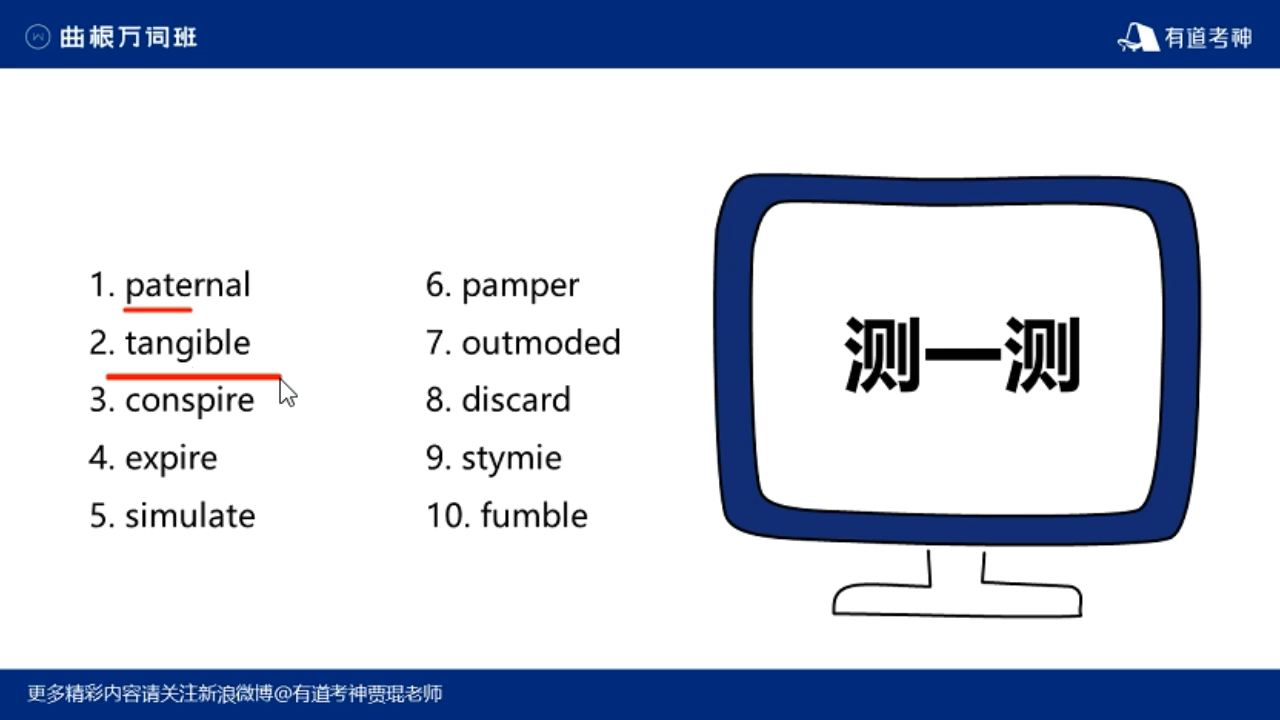 曲根万词班
有道考神
1. paternal
2. tangible
3. conspire
4. expire
5. simulate
6. pamper
7. outmoded
8. discard
9. stymie
10. fumble
测一测
更多精彩内容请关注新浪微博@有道考神贾琨老师